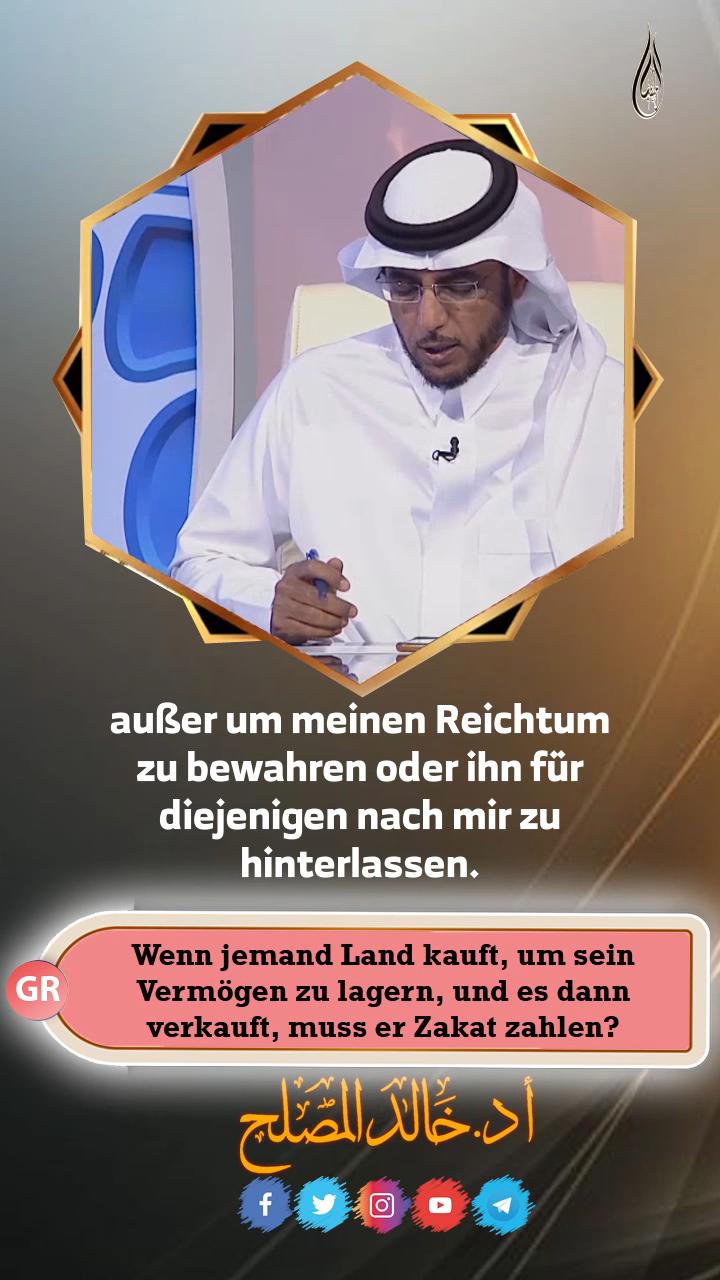 außer um meinen Reichtum
zu bewahren oder ihn für
diejenigen nach mir zu
hinterlassen.
GR
Wenn jemand Land kauft, um sein
Vermögen zu lagern, und es dann
verkauft, muss er Zakat zahlen?
أ.د.خالد المصلح